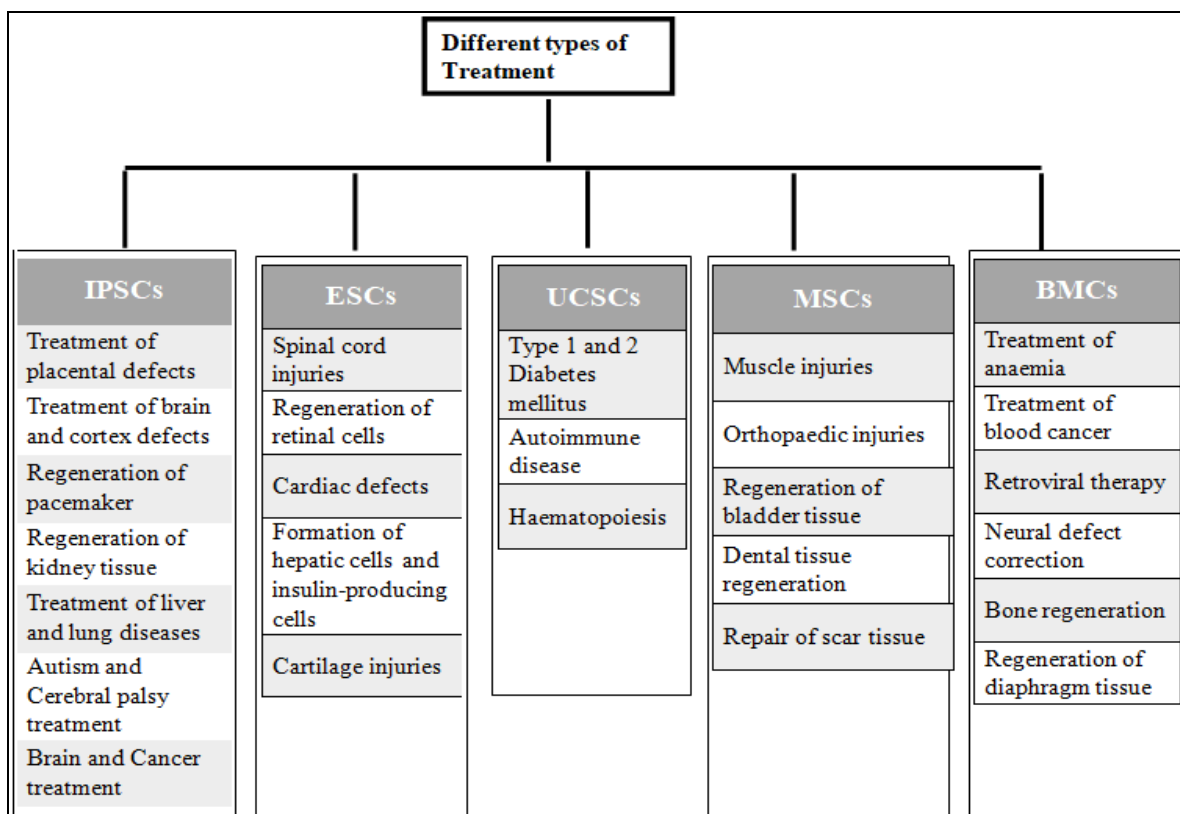 Different types of
Treatment
IPSCs
Treatment of
placental defects
Treatment of brain
and cortex defects
Regeneration of
pacemaker
Regeneration of
kidney tissue
Treatment of liver
and lung diseases
Autism and
Cerebral palsy
treatment
Brain and Cancer
treatment
ESCs
Spinal cord
injuries
Regeneration of
retinal cells
Cardiac defects
Formation of
hepatic cells and
insulin-producing
cells
Cartilage injuries
UCSCs
Type 1 and 2
Diabetes
mellitus
Autoimmune
disease
Haematopoiesis
MSCs
Muscle injuries
Orthopaedic injuries
Regeneration of
bladder tissue
Dental tissue
regeneration
Repair of scar tissue
BMCs
Treatment of
anaemia
Treatment of
blood cancer
Retroviral therapy
Neural defect
correction
Bone regeneration
Regeneration of
diaphragm tissue